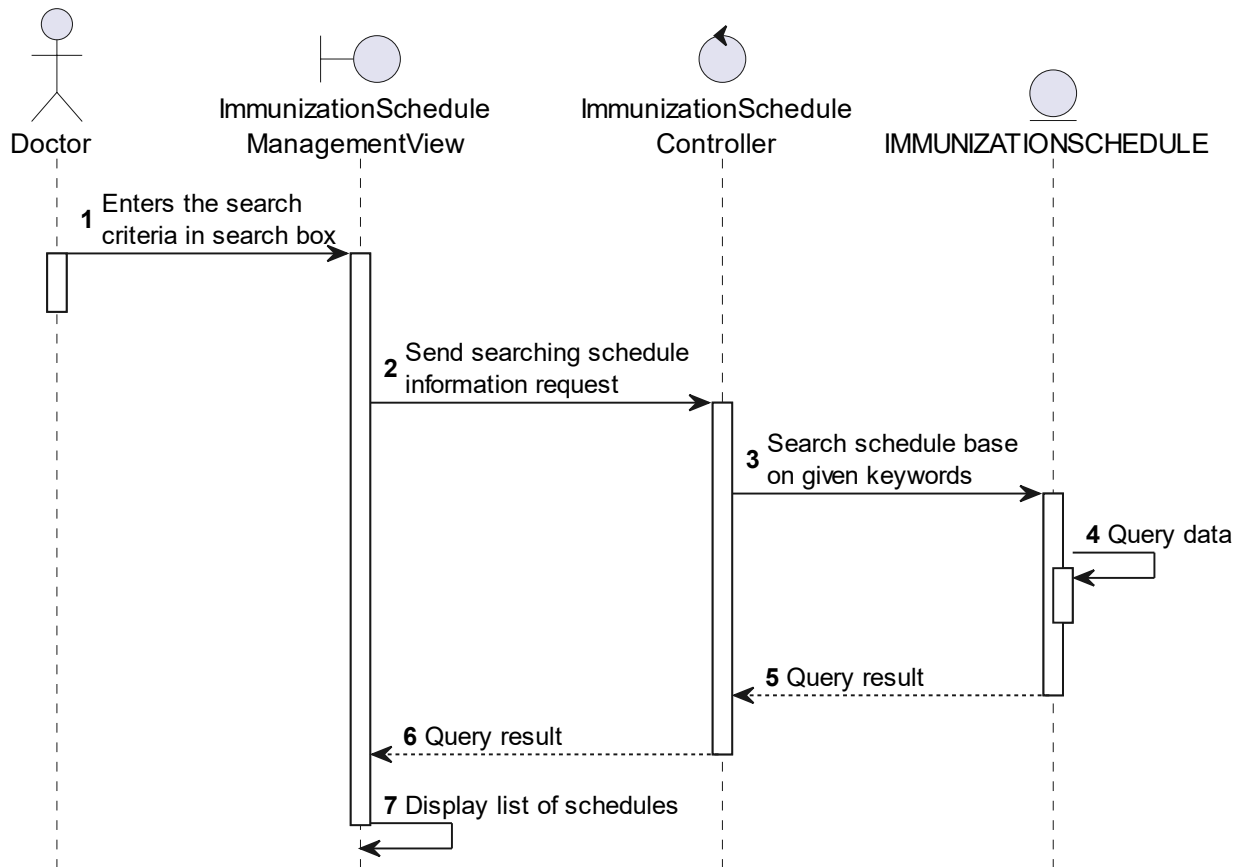 Doctor
ImmunizationSchedule
ManagementView
ImmunizationSchedule
Controller
IMMUNIZATIONSCHEDULE
1 Enters the search
criteria in search box
2 Send searching schedule
information request
3 Search schedule base
on given keywords
4 Query data
5 Query result
6 Query result
7 Display list of schedules